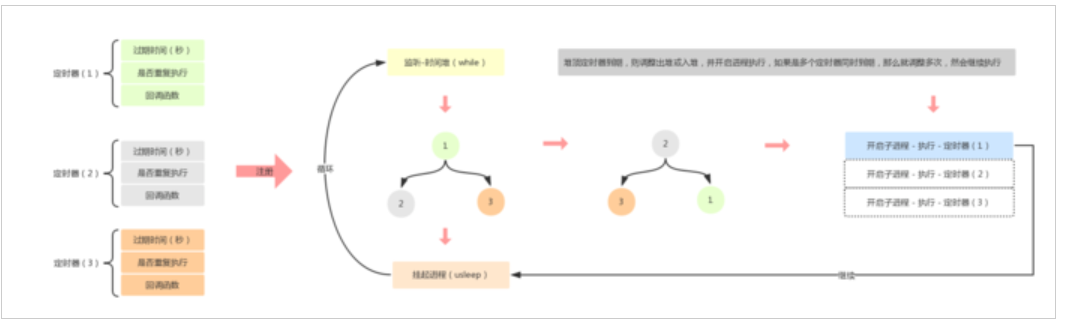 定时器（1）
过期时间（秒）
是否重复执行
回调函数
定时器（2）
过期时间（秒）
是否重复执行
回调函数
定时器（3）
过期时间（秒）
是否重复执行
回调函数
注册
循环
监听-时间堆（while）
1
2
3
挂起进程（usleep）
2
3
1
堆顶定时器到期，则调整出堆或入堆，并开启进程执行，如果是多个定时器同时到期，那么就调整多次，然会继续执行
开启子进程 - 执行 - 定时器（1）
开启子进程 - 执行 - 定时器（2）
开启子进程 - 执行 - 定时器（3）
继续